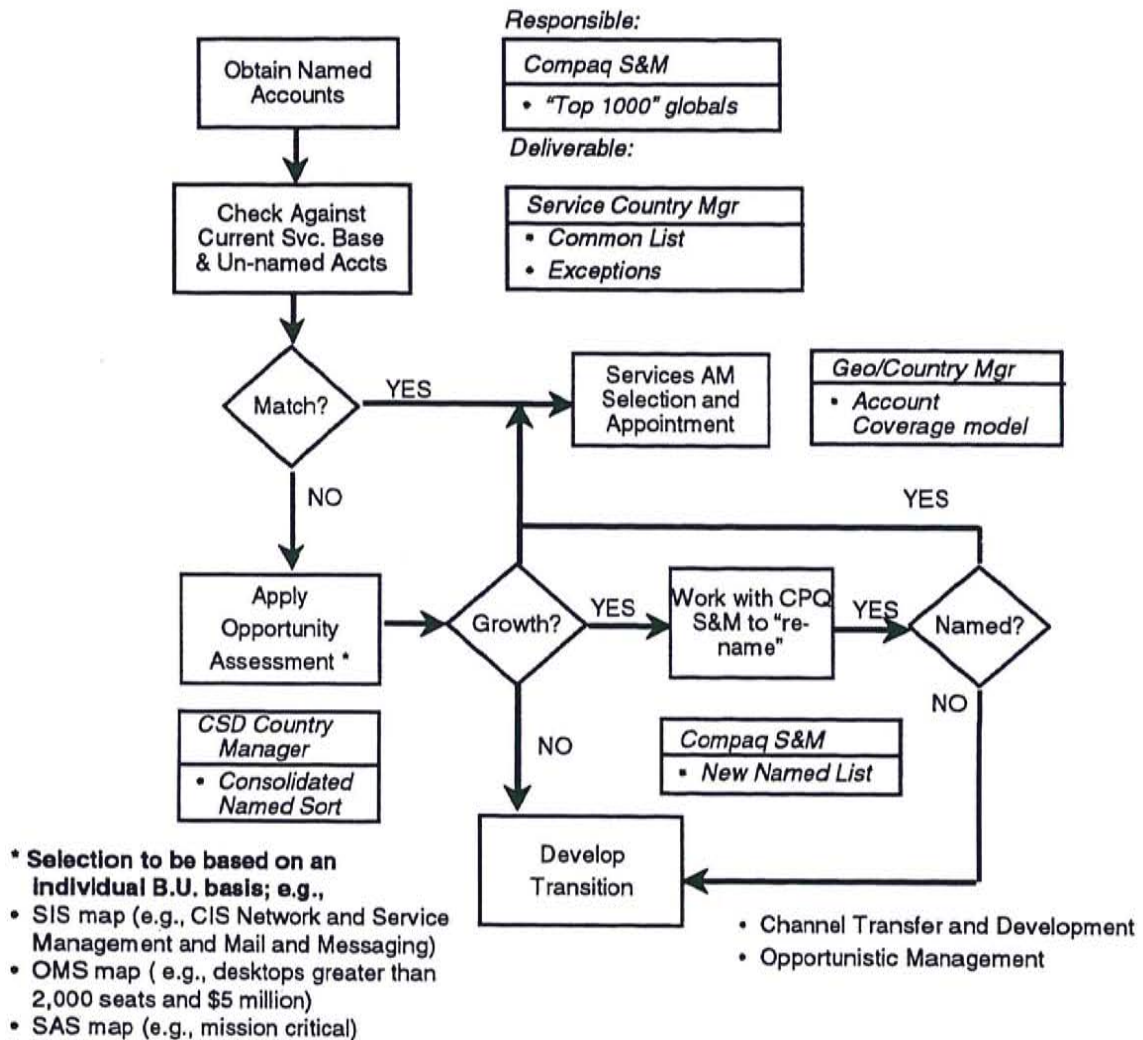 Responsible:
Obtain Named
Accounts
Compaq S&M
• "Top 1000" globals
Deliverable:
Check Against
Current Svc. Base
& Un-named Accts
Service Country Mgr
• Common List
• Exceptions
Match?
YES
Services AM
Selection and
Appointment
Geo/Country Mgr
• Account
Coverage model
NO
YES
Apply
Opportunity
Assessment *
Growth?
YES
Work with CPQ
S&M to "re-
name"
YES
Named?
NO
CSD Country
Manager
• Consolidated
Named Sort
NO
Compaq S&M
• New Named List
Develop
Transition
* Selection to be based on an
individual B.U. basis; e.g.,
• SIS map (e.g., CIS Network and Service
Management and Mail and Messaging)
• OMS map ( e.g., desktops greater than
2,000 seats and $5 million)
• SAS map (e.g., mission critical)
• Channel Transfer and Development
• Opportunistic Management